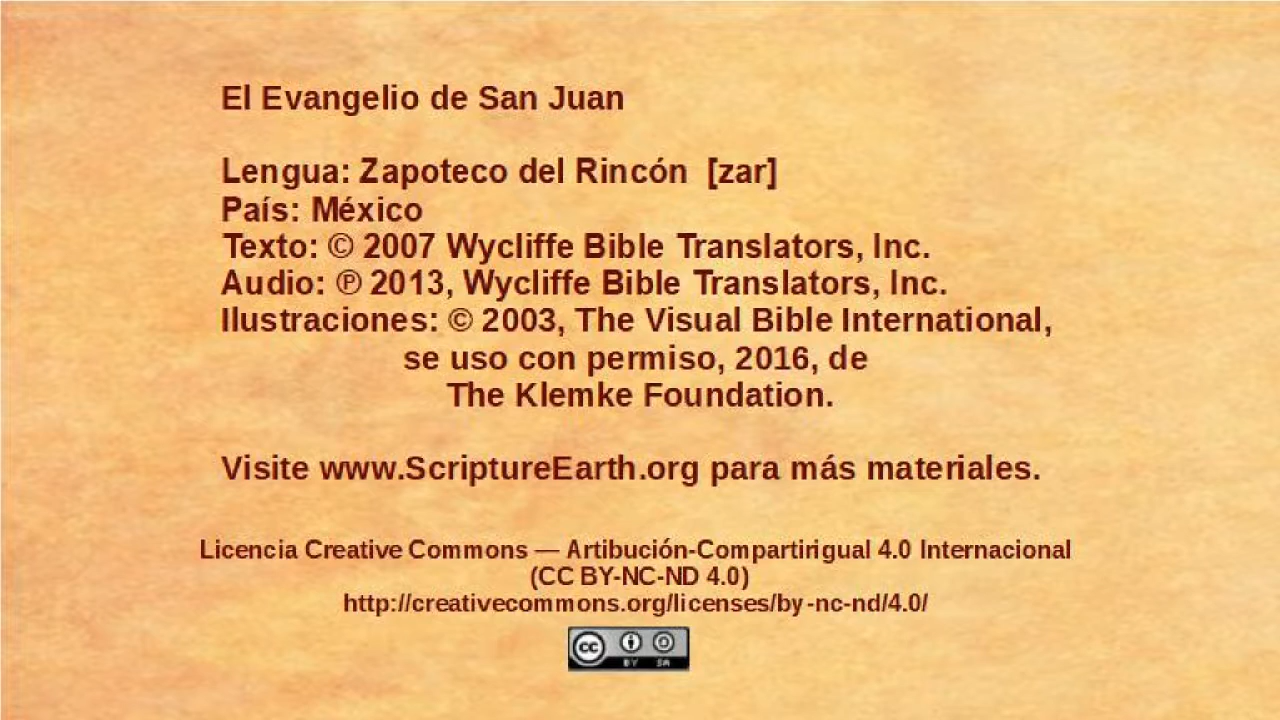 El Evangelio de San Juan
Lengua: Zapoteco del Rincón [zar]
País: México
Texto: © 2007 Wycliffe Bible Translators, Inc.
Audio: ℗ 2013, Wycliffe Bible Translators, Inc.
Ilustraciones: © 2003, The Visual Bible International,
se uso con permiso, 2016, de
The Klemke Foundation.
Visite www.ScriptureEarth.org para más materiales.
Licencia Creative Commons — Artibución-Compartirigual 4.0 Internacional
(CC BY-NC-ND 4.0)
http://creativecommons.org/licenses/by-nc-nd/4.0/
cc BY SA